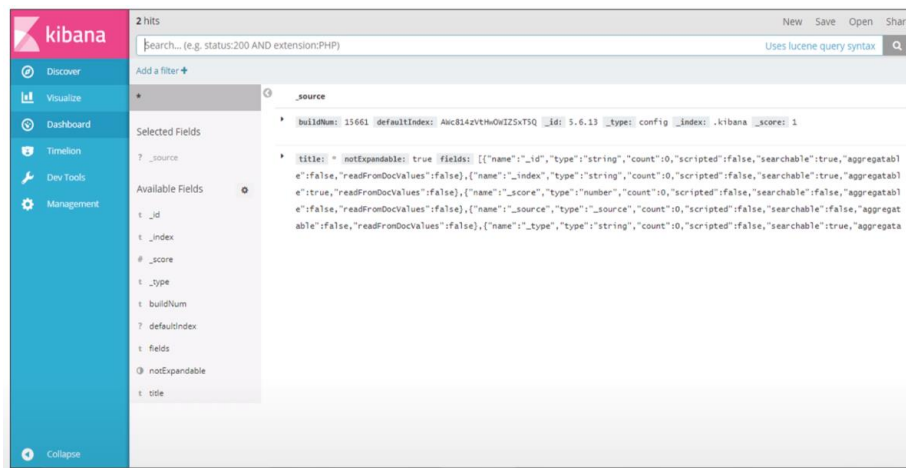 kibana
Discover
Visualize
Dashboard
Timelion
Dev Tools
Management
Collapse
2 hits
New Save Open Shar
Search... (e.g. status:200 AND extension:PHP)
Uses lucene query syntax
Add a filter +
*
Selected Fields
? _source
Available Fields
t _id
t _index
# _score
t _type
t buildNum
? defaultIndex
t fields
notExpandable
t title
_source
buildNum: 15661 defaultIndex: _id: 5.6.13 _type: config _index: .kibana _score: 1
title: * notExpandable: true fields: [{"name":"_id","type":"string","count":0,"scripted":false,"searchable":true,"aggregatabl
e":false,"readFromDocValues":false},{"name":"_index","type":"string","count":0,"scripted":false,"searchable":true,"aggregatabl
e":true,"readFromDocValues":false},{"name":"_score","type":"number","count":0,"scripted":false,"searchable":false,"aggregatabl
e":false,"readFromDocValues":false},{"name":"_source","type":"_source","count":0,"scripted":false,"searchable":false,"aggregat
able":false,"readFromDocValues":false},{"name":"_type","type":"string","count":0,"scripted":false,"searchable":true,"aggregata